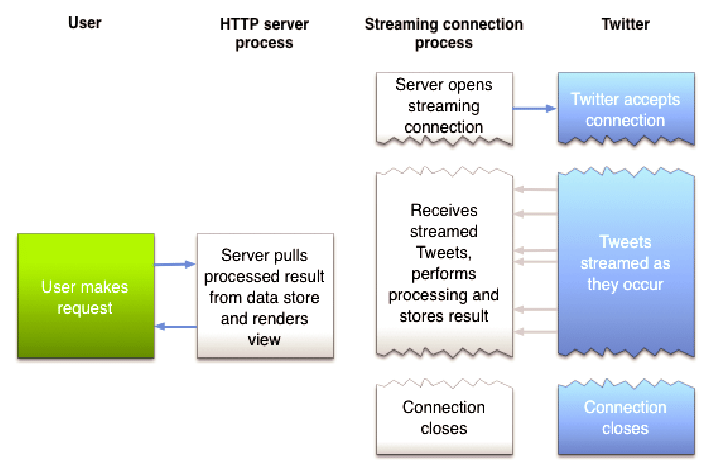 User
HTTP server
process
Streaming connection
process
Twitter
Server opens
streaming
connection
Twitter accepts
connection
User makes
request
Server pulls
processed result
from data store
and renders
view
Receives
streamed
Tweets,
performs
processing and
stores result
Tweets
streamed as
they occur
Connection
closes
Connection
closes